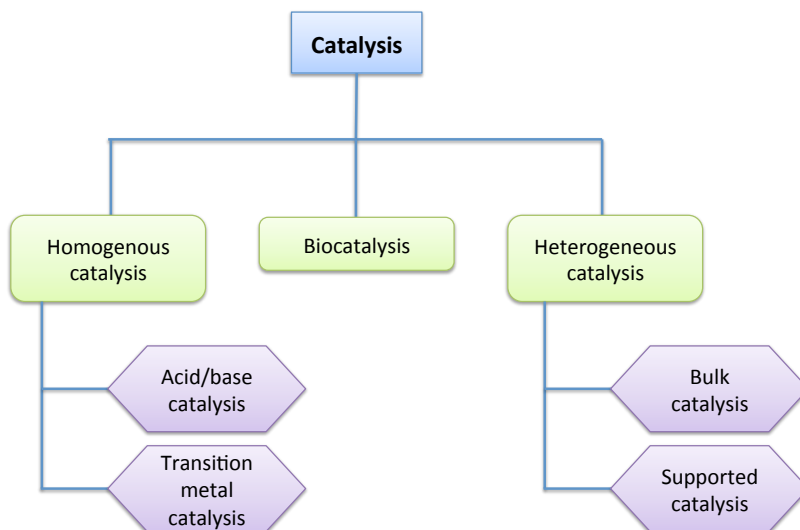 Catalysis
Homogenous
catalysis
Biocatalysis
Heterogeneous
catalysis
Acid/base
catalysis
Transition
metal
catalysis
Bulk
catalysis
Supported
catalysis